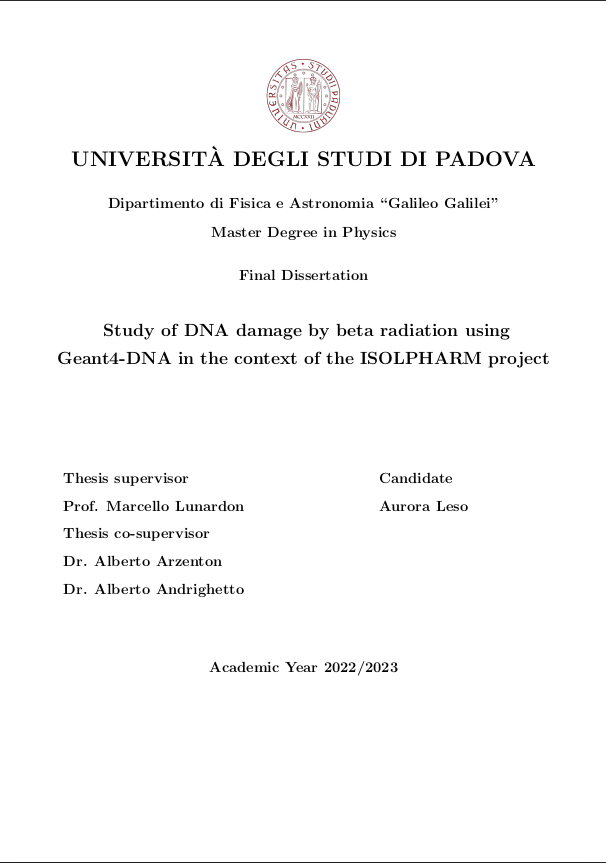 UNIVERSITAS STUDII PADUANI
MCCXXII
UNIVERSITÀ DEGLI STUDI DI PADOVA
Dipartimento di Fisica e Astronomia “Galileo Galilei”
Master Degree in Physics
Final Dissertation
Study of DNA damage by beta radiation using
Geant4-DNA in the context of the ISOLPHARM project
Thesis supervisor
Prof. Marcello Lunardon
Thesis co-supervisor
Dr. Alberto Arzenton
Dr. Alberto Andrighetto
Candidate
Aurora Leso
Academic Year 2022/2023